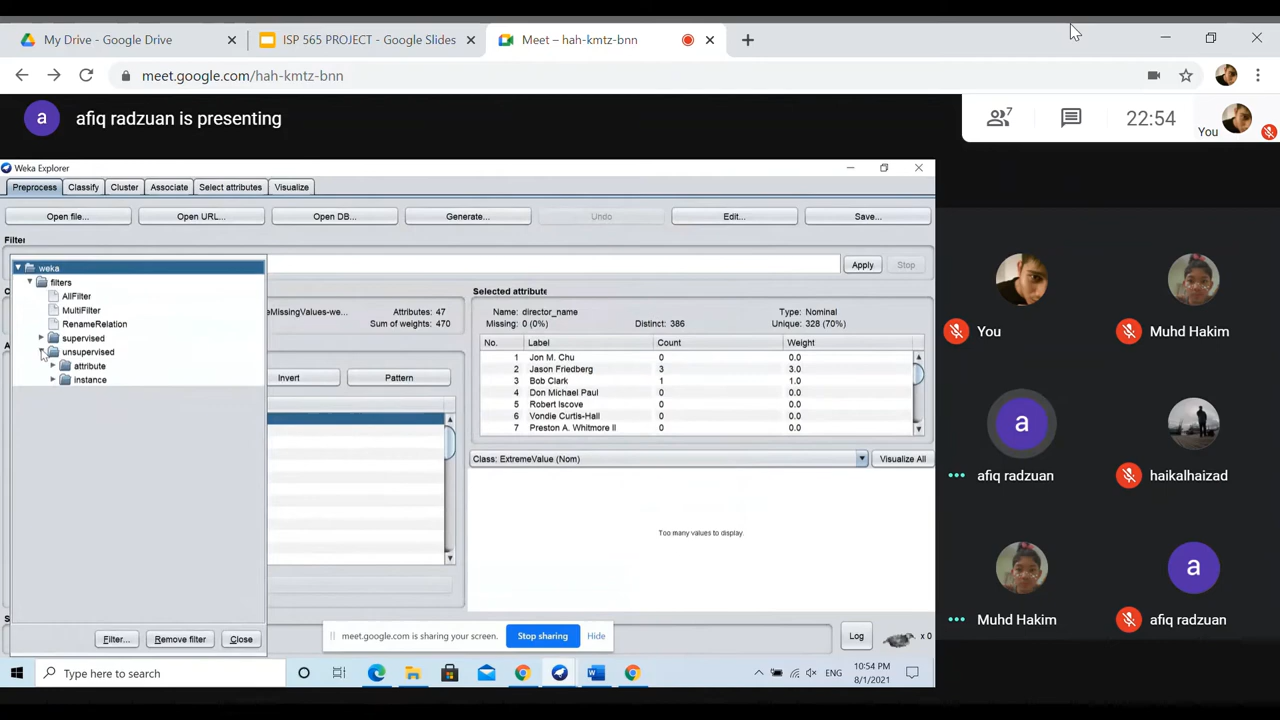 My Drive - Google Drive
ISP 565 PROJECT - Google Slides
Meet – hah-kmtz-bnn
meet.google.com/hah-kmtz-bnn
a
afiq radzuan is presenting
7
22:54
You
Weka Explorer
Preprocess Classify Cluster Associate Select attributes Visualize
Open file... Open URL... Open DB... Generate... Undo Edit... Save...
Filter
Apply Stop
weka
filters
AllFilter
MultiFilter
RenameRelation
supervised
unsupervised
attribute
instance
Filter... Remove filter Close
Attributes: 47
Sum of weights: 470
Invert Pattern
Selected attribute
Name: director_name Type: Nominal
Missing: 0 (0%) Distinct: 386 Unique: 328 (70%)
No. Label Count Weight
1 Jon M. Chu 0 0.0
2 Jason Friedberg 3 3.0
3 Bob Clark 1 1.0
4 Don Michael Paul 0 0.0
5 Robert Iscove 0 0.0
6 Vondie Curtis-Hall 0 0.0
7 Preston A. Whitmore II 0 0.0
Class: ExtremeValue (Nom) Visualize All
Too many values to display.
meet.google.com is sharing your screen. Stop sharing Hide
Log x 0
Type here to search
ENG
10:54 PM
8/1/2021
You
Muhd Hakim
a
afiq radzuan
haikalhaizad
Muhd Hakim
a
afiq radzuan